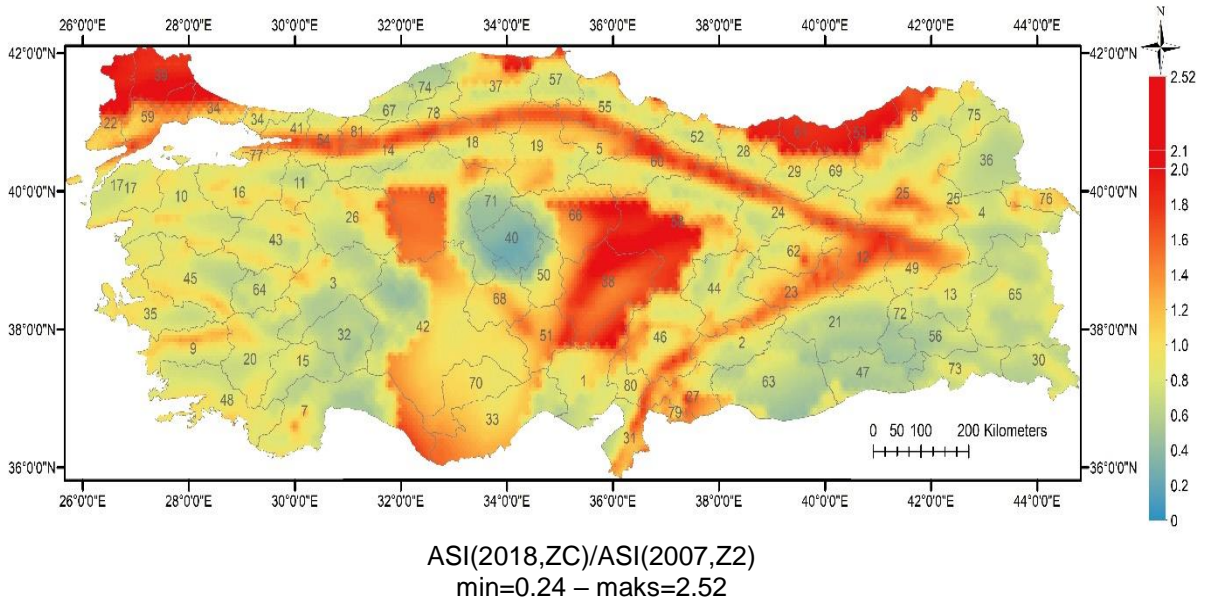 26°0'0"E 28°0'0"E 30°0'0"E 32°0'0"E 34°0'0"E 36°0'0"E 38°0'0"E 40°0'0"E 42°0'0"E 44°0'0"E
N
42°0'0"N 42°0'0"N
39 74 37 57
2.52
59 34 67 78 55 61 53 8 75
22 34 41 54 81 52 28 36
77 14 18 19 5 60 29 69
2.1
2.0
40°0'0"N 40°0'0"N
17 17 10 16 11 6 71 66 58 24 25 25 4 76
1.8
26 40 62 12
43 50 38 23 49
1.6
45 64 3 68 44 13 65
1.4
38°0'0"N 38°0'0"N
35 32 42 51 46 21 72 56
1.2
9 20 15 2 30
1.0
70 1 80 63 47 73
0.8
48 7 33 27 79
0.6
31
0 50 100 200 Kilometers
0.4
36°0'0"N 36°0'0"N
0.2
0
26°0'0"E 28°0'0"E 30°0'0"E 32°0'0"E 34°0'0"E 36°0'0"E 38°0'0"E 40°0'0"E 42°0'0"E 44°0'0"E
ASI(2018,ZC)/ASI(2007,Z2)
min=0.24 – maks=2.52